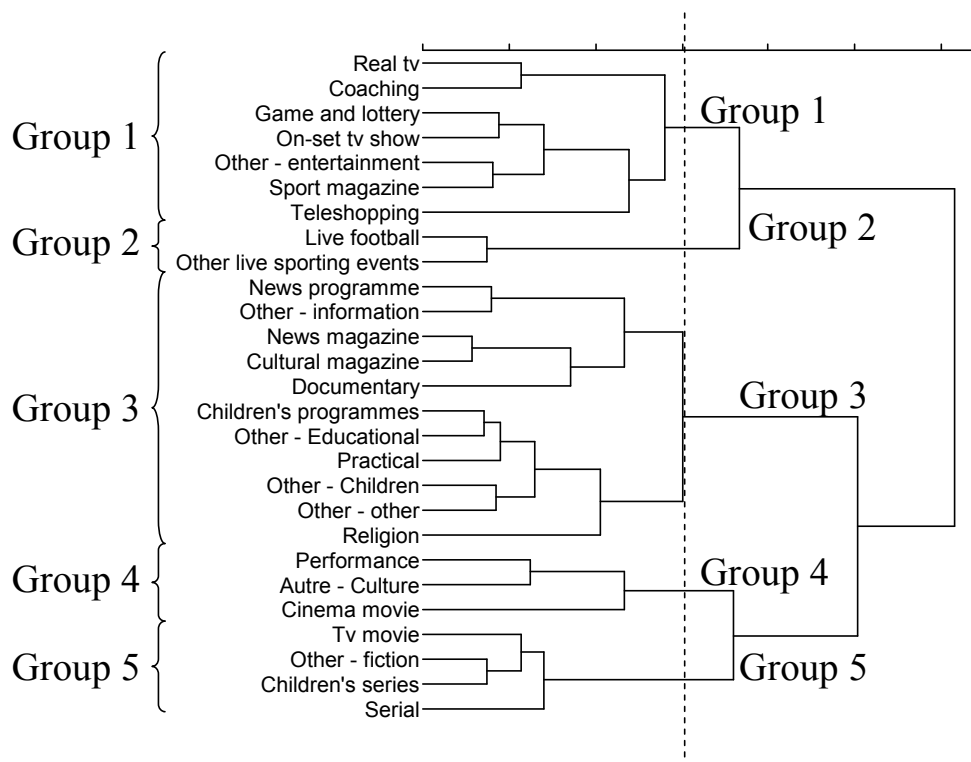 Real tv
Coaching
Game and lottery
Group 1
Group 1
On-set tv show
Other - entertainment
Sport magazine
Teleshopping
Live football
Group 2
Group 2
Other live sporting events
News programme
Other - information
News magazine
Cultural magazine
Documentary
Group 3
Group 3
Children's programmes
Other - Educational
Practical
Other - Children
Other - other
Religion
Performance
Group 4
Group 4
Autre - Culture
Cinema movie
Tv movie
Other - fiction
Group 5
Group 5
Children's series
Serial